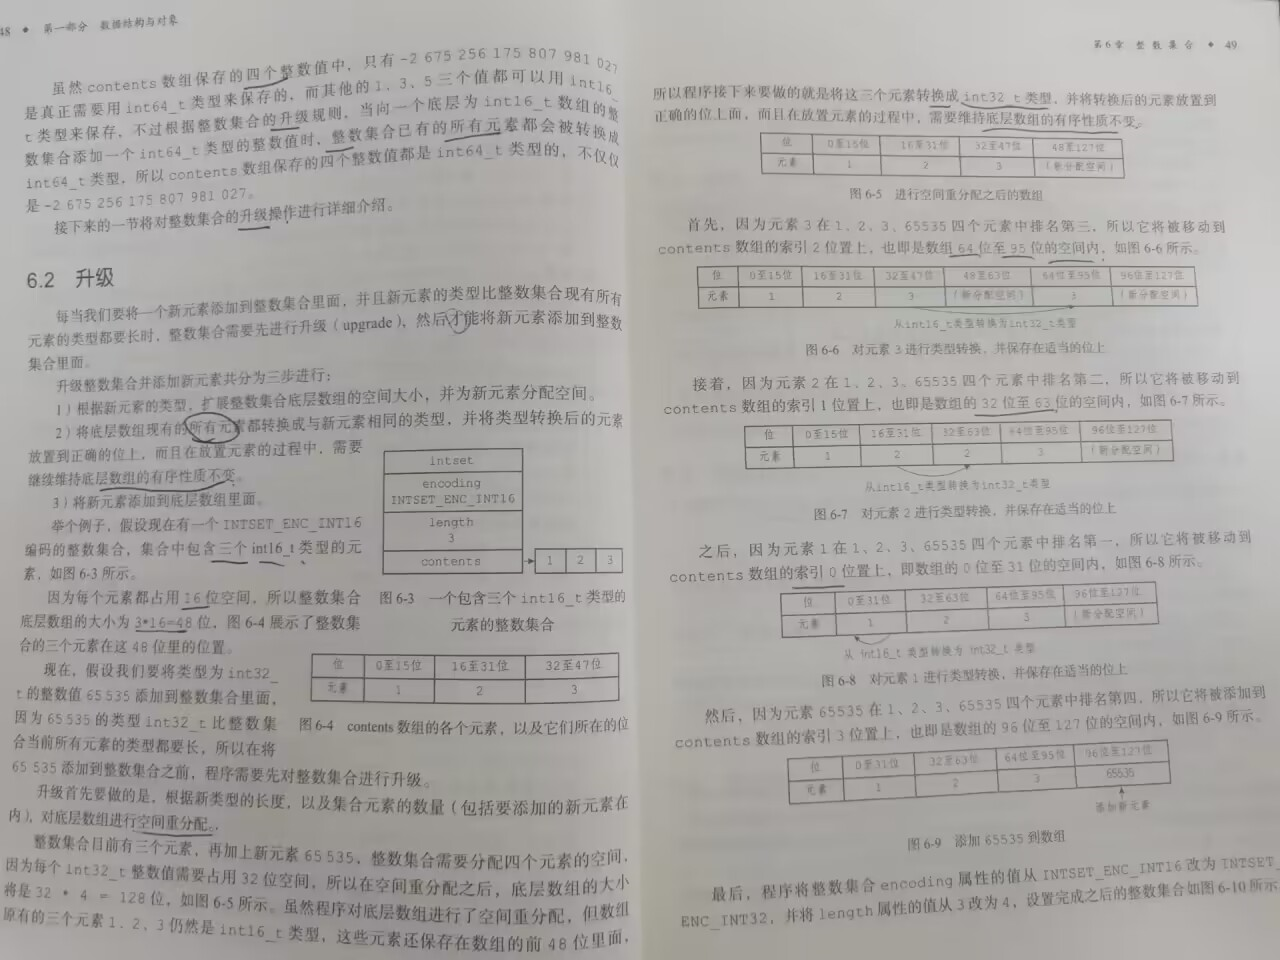 48 ◆ 第一部分 数据结构与对象
虽然 contents 数组保存的四个整数值中，只有 -2 675 256 175 807 981 027
是真正需要用 int64_t 类型来保存的，而其他的 1、3、5 三个值都可以用 int16_
t 类型来保存，不过根据整数集合的升级规则，当向一个底层为 int16_t 数组的整
数集合添加一个 int64_t 类型的整数值时，整数集合已有的所有元素都会被转换成
int64_t 类型，所以 contents 数组保存的四个整数值都是 int64_t 类型的，不仅仅
是 -2 675 256 175 807 981 027。
接下来的一节将对整数集合的升级操作进行详细介绍。
6.2 升级
每当我们要将一个新元素添加到整数集合里面，并且新元素的类型比整数集合现有所有
元素的类型都要长时，整数集合需要先进行升级（upgrade），然后才能将新元素添加到整数
集合里面。
升级整数集合并添加新元素共分为三步进行：
1）根据新元素的类型，扩展整数集合底层数组的空间大小，并为新元素分配空间。
2）将底层数组现有的所有元素都转换成与新元素相同的类型，并将类型转换后的元素
放置到正确的位上，而且在放置元素的过程中，需要
继续维持底层数组的有序性质不变。
3）将新元素添加到底层数组里面。
举个例子，假设现在有一个 INTSET_ENC_INT16
编码的整数集合，集合中包含三个 int16_t 类型的元
素，如图 6-3 所示。
intset
encoding
INTSET_ENC_INT16
length
3
contents
1 2 3
图 6-3 一个包含三个 int16_t 类型的
元素的整数集合
因为每个元素都占用 16 位空间，所以整数集合
底层数组的大小为 3*16=48 位，图 6-4 展示了整数集
合的三个元素在这 48 位里的位置。
位 0至15位 16至31位 32至47位
元素 1 2 3
图 6-4 contents 数组的各个元素，以及它们所在的位
现在，假设我们要将类型为 int32_
t 的整数值 65 535 添加到整数集合里面，
因为 65 535 的类型 int32_t 比整数集
合当前所有元素的类型都要长，所以在将
65 535 添加到整数集合之前，程序需要先对整数集合进行升级。
升级首先要做的是，根据新类型的长度，以及集合元素的数量（包括要添加的新元素在
内），对底层数组进行空间重分配。
整数集合目前有三个元素，再加上新元素 65 535，整数集合需要分配四个元素的空间，
因为每个 int32_t 整数值需要占用 32 位空间，所以在空间重分配之后，底层数组的大小
将是 32 * 4 = 128 位，如图 6-5 所示。虽然程序对底层数组进行了空间重分配，但数组
原有的三个元素 1、2、3 仍然是 int16_t 类型，这些元素还保存在数组的前 48 位里面，
第 6 章 整 数 集 合 ◆ 49
所以程序接下来要做的就是将这三个元素转换成 int32_t 类型，并将转换后的元素放置到
正确的位上面，而且在放置元素的过程中，需要维持底层数组的有序性质不变。
位 0至15位 16至31位 32至47位 48至127位
元素 1 2 3 （新分配空间）
图 6-5 进行空间重分配之后的数组
首先，因为元素 3 在 1、2、3、65535 四个元素中排名第三，所以它将被移动到
contents 数组的索引 2 位置上，也即是数组 64 位至 95 位的空间内，如图 6-6 所示。
位 0至15位 16至31位 32至47位 48至63位 64位至95位 96位至127位
元素 1 2 3 （新分配空间） 3 （新分配空间）
从int16_t类型转换为int32_t类型
图 6-6 对元素 3 进行类型转换，并保存在适当的位上
接着，因为元素 2 在 1、2、3、65535 四个元素中排名第二，所以它将被移动到
contents 数组的索引 1 位置上，也即是数组的 32 位至 63 位的空间内，如图 6-7 所示。
位 0至15位 16至31位 32至63位 64位至95位 96位至127位
元素 1 2 2 3 （新分配空间）
从int16_t类型转换为int32_t类型
图 6-7 对元素 2 进行类型转换，并保存在适当的位上
之后，因为元素 1 在 1、2、3、65535 四个元素中排名第一，所以它将被移动到
contents 数组的索引 0 位置上，即数组的 0 位至 31 位的空间内，如图 6-8 所示。
位 0至31位 32至63位 64位至95位 96位至127位
元素 1 2 3 （新分配空间）
从 int16_t 类型转换为 int32_t 类型
图 6-8 对元素 1 进行类型转换，并保存在适当的位上
然后，因为元素 65535 在 1、2、3、65535 四个元素中排名第四，所以它将被添加到
contents 数组的索引 3 位置上，也即是数组的 96 位至 127 位的空间内，如图 6-9 所示。
位 0至31位 32至63位 64位至95位 96位至127位
元素 1 2 3 65535
添加新元素
图 6-9 添加 65535 到数组
最后，程序将整数集合 encoding 属性的值从 INTSET_ENC_INT16 改为 INTSET_
ENC_INT32，并将 length 属性的值从 3 改为 4，设置完成之后的整数集合如图 6-10 所示